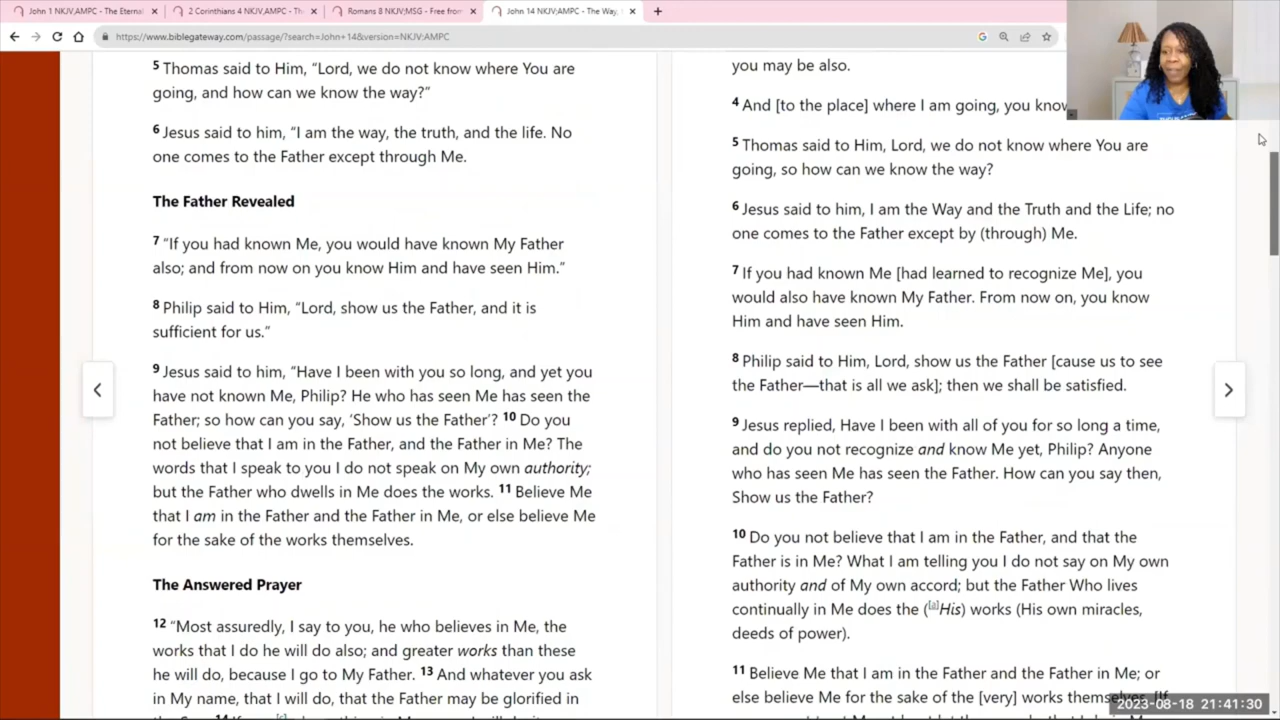 John 1 NKJV,AMPC - The Eternal
2 Corinthians 4 NKJV,AMPC - Th
Romans 8 NKJV;MSG - Free from
John 14 NKJV;AMPC - The Way,
https://www.biblegateway.com/passage/?search=John+14&version=NKJV;AMPC
5 Thomas said to Him, “Lord, we do not know where You are
going, and how can we know the way?”
6 Jesus said to him, “I am the way, the truth, and the life. No
one comes to the Father except through Me.
The Father Revealed
7 “If you had known Me, you would have known My Father
also; and from now on you know Him and have seen Him.”
8 Philip said to Him, “Lord, show us the Father, and it is
sufficient for us.”
9 Jesus said to him, “Have I been with you so long, and yet you
have not known Me, Philip? He who has seen Me has seen the
Father; so how can you say, ‘Show us the Father’? 10 Do you
not believe that I am in the Father, and the Father in Me? The
words that I speak to you I do not speak on My own authority;
but the Father who dwells in Me does the works. 11 Believe Me
that I am in the Father and the Father in Me, or else believe Me
for the sake of the works themselves.
The Answered Prayer
12 “Most assuredly, I say to you, he who believes in Me, the
works that I do he will do also; and greater works than these
he will do, because I go to My Father. 13 And whatever you ask
in My name, that I will do, that the Father may be glorified in
you may be also.
4 And [to the place] where I am going, you know
5 Thomas said to Him, Lord, we do not know where You are
going, so how can we know the way?
6 Jesus said to him, I am the Way and the Truth and the Life; no
one comes to the Father except by (through) Me.
7 If you had known Me [had learned to recognize Me], you
would also have known My Father. From now on, you know
Him and have seen Him.
8 Philip said to Him, Lord, show us the Father [cause us to see
the Father—that is all we ask]; then we shall be satisfied.
9 Jesus replied, Have I been with all of you for so long a time,
and do you not recognize and know Me yet, Philip? Anyone
who has seen Me has seen the Father. How can you say then,
Show us the Father?
10 Do you not believe that I am in the Father, and that the
Father is in Me? What I am telling you I do not say on My own
authority and of My own accord; but the Father Who lives
continually in Me does the ([a]His) works (His own miracles,
deeds of power).
11 Believe Me that I am in the Father and the Father in Me; or
else believe Me for the sake of the [very] works themselves. [If
2023-08-18 21:41:30